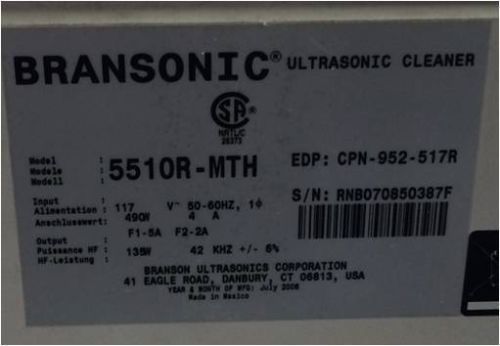 BRANSONIC® ULTRASONIC CLEANER
CSA®
NRTL/C
26373
Model :
Modele : 5510R-MTH EDP: CPN-952-517R
Modell :
Input : S/N: RNB070850387F
Alimentation : 117 V~ 50-60HZ, 1ϕ
Anschlusswert: 490W 4 A
F1-5A F2-2A
Output :
Puissance HF : 135W 42 KHZ +/- 6%
HF-Leistung :
BRANSON ULTRASONICS CORPORATION
41 EAGLE ROAD, DANBURY, CT 06813, USA
YEAR & MONTH OF MFG: July 2008
Made in Mexico